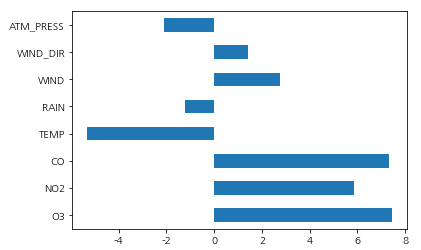 ATM_PRESS
WIND_DIR
WIND
RAIN
TEMP
CO
NO2
O3
-4 -2 0 2 4 6 8